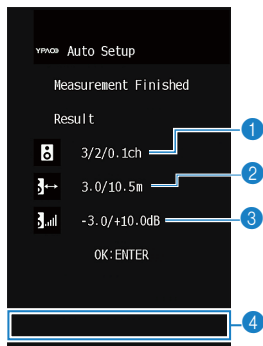 YPAO Auto Setup
Measurement Finished
Result
3/2/0.1ch 1
3.0/10.5m 2
-3.0/+10.0dB 3
OK:ENTER
4